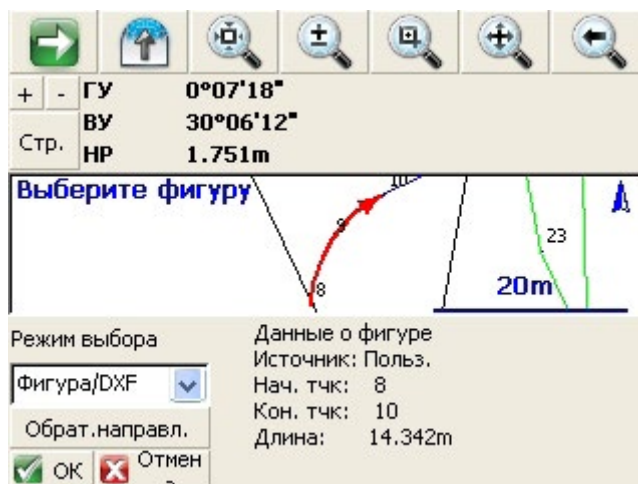 + - ГУ 0°07'18"
ВУ 30°06'12"
Стр.
НР 1.751m
Выберите фигуру
10
9
23
8
20m
Режим выбора
Данные о фигуре
Источник: Польз.
Фигура/DXF
Нач. тчк: 8
Кон. тчк: 10
Обрат.направл.
Длина: 14.342m
ОК
Отмен